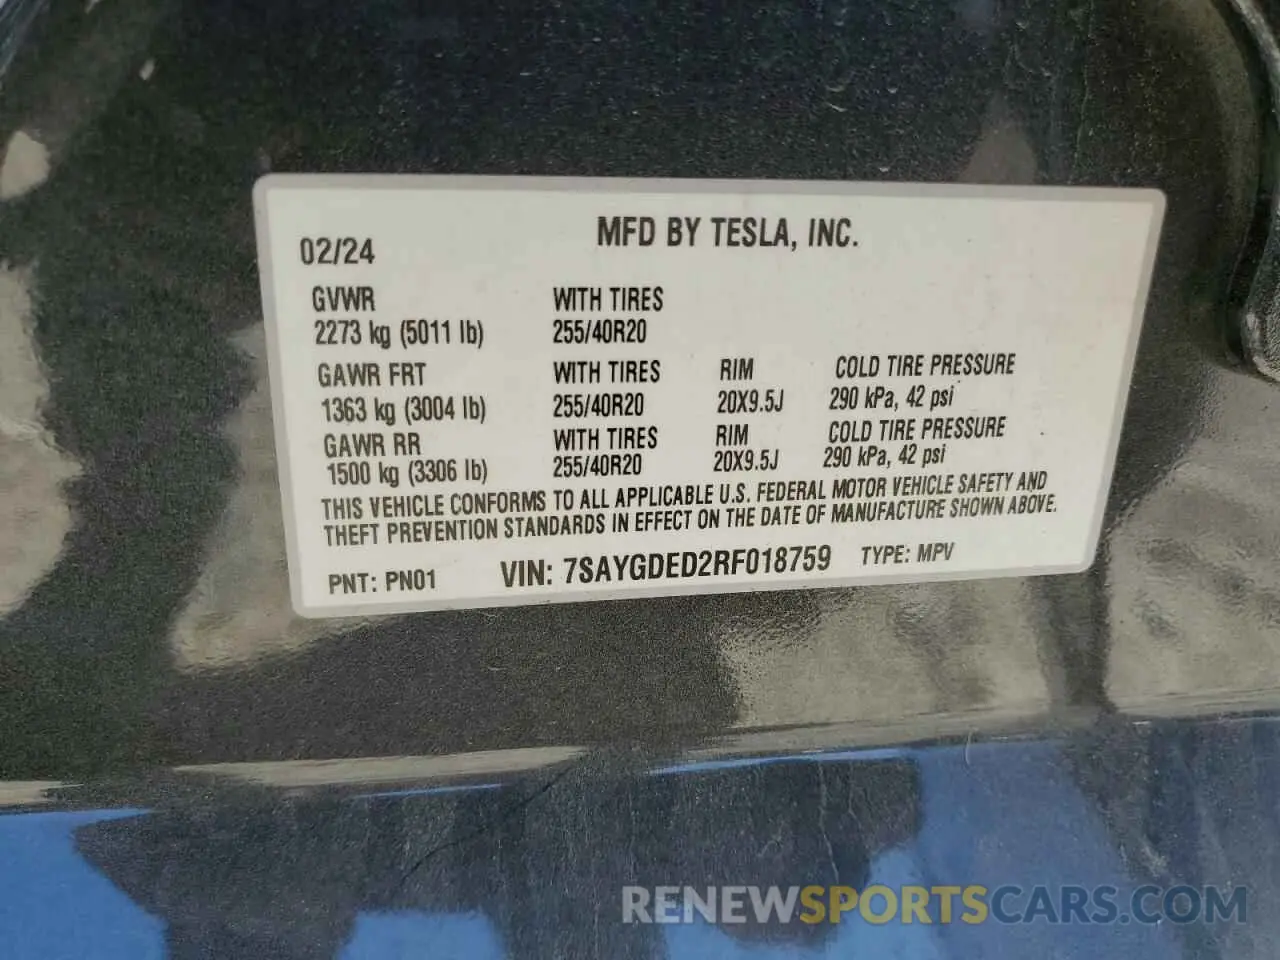 MFD BY TESLA, INC.
02/24
GVWR WITH TIRES
2273 kg (5011 lb) 255/40R20
GAWR FRT WITH TIRES RIM COLD TIRE PRESSURE
1363 kg (3004 lb) 255/40R20 20X9.5J 290 kPa, 42 psi
GAWR RR WITH TIRES RIM COLD TIRE PRESSURE
1500 kg (3306 lb) 255/40R20 20X9.5J 290 kPa, 42 psi
THIS VEHICLE CONFORMS TO ALL APPLICABLE U.S. FEDERAL MOTOR VEHICLE SAFETY AND
THEFT PREVENTION STANDARDS IN EFFECT ON THE DATE OF MANUFACTURE SHOWN ABOVE.
PNT: PN01 VIN: 7SAYGDED2RF018759 TYPE: MPV
RENEWSPORTSCARS.COM